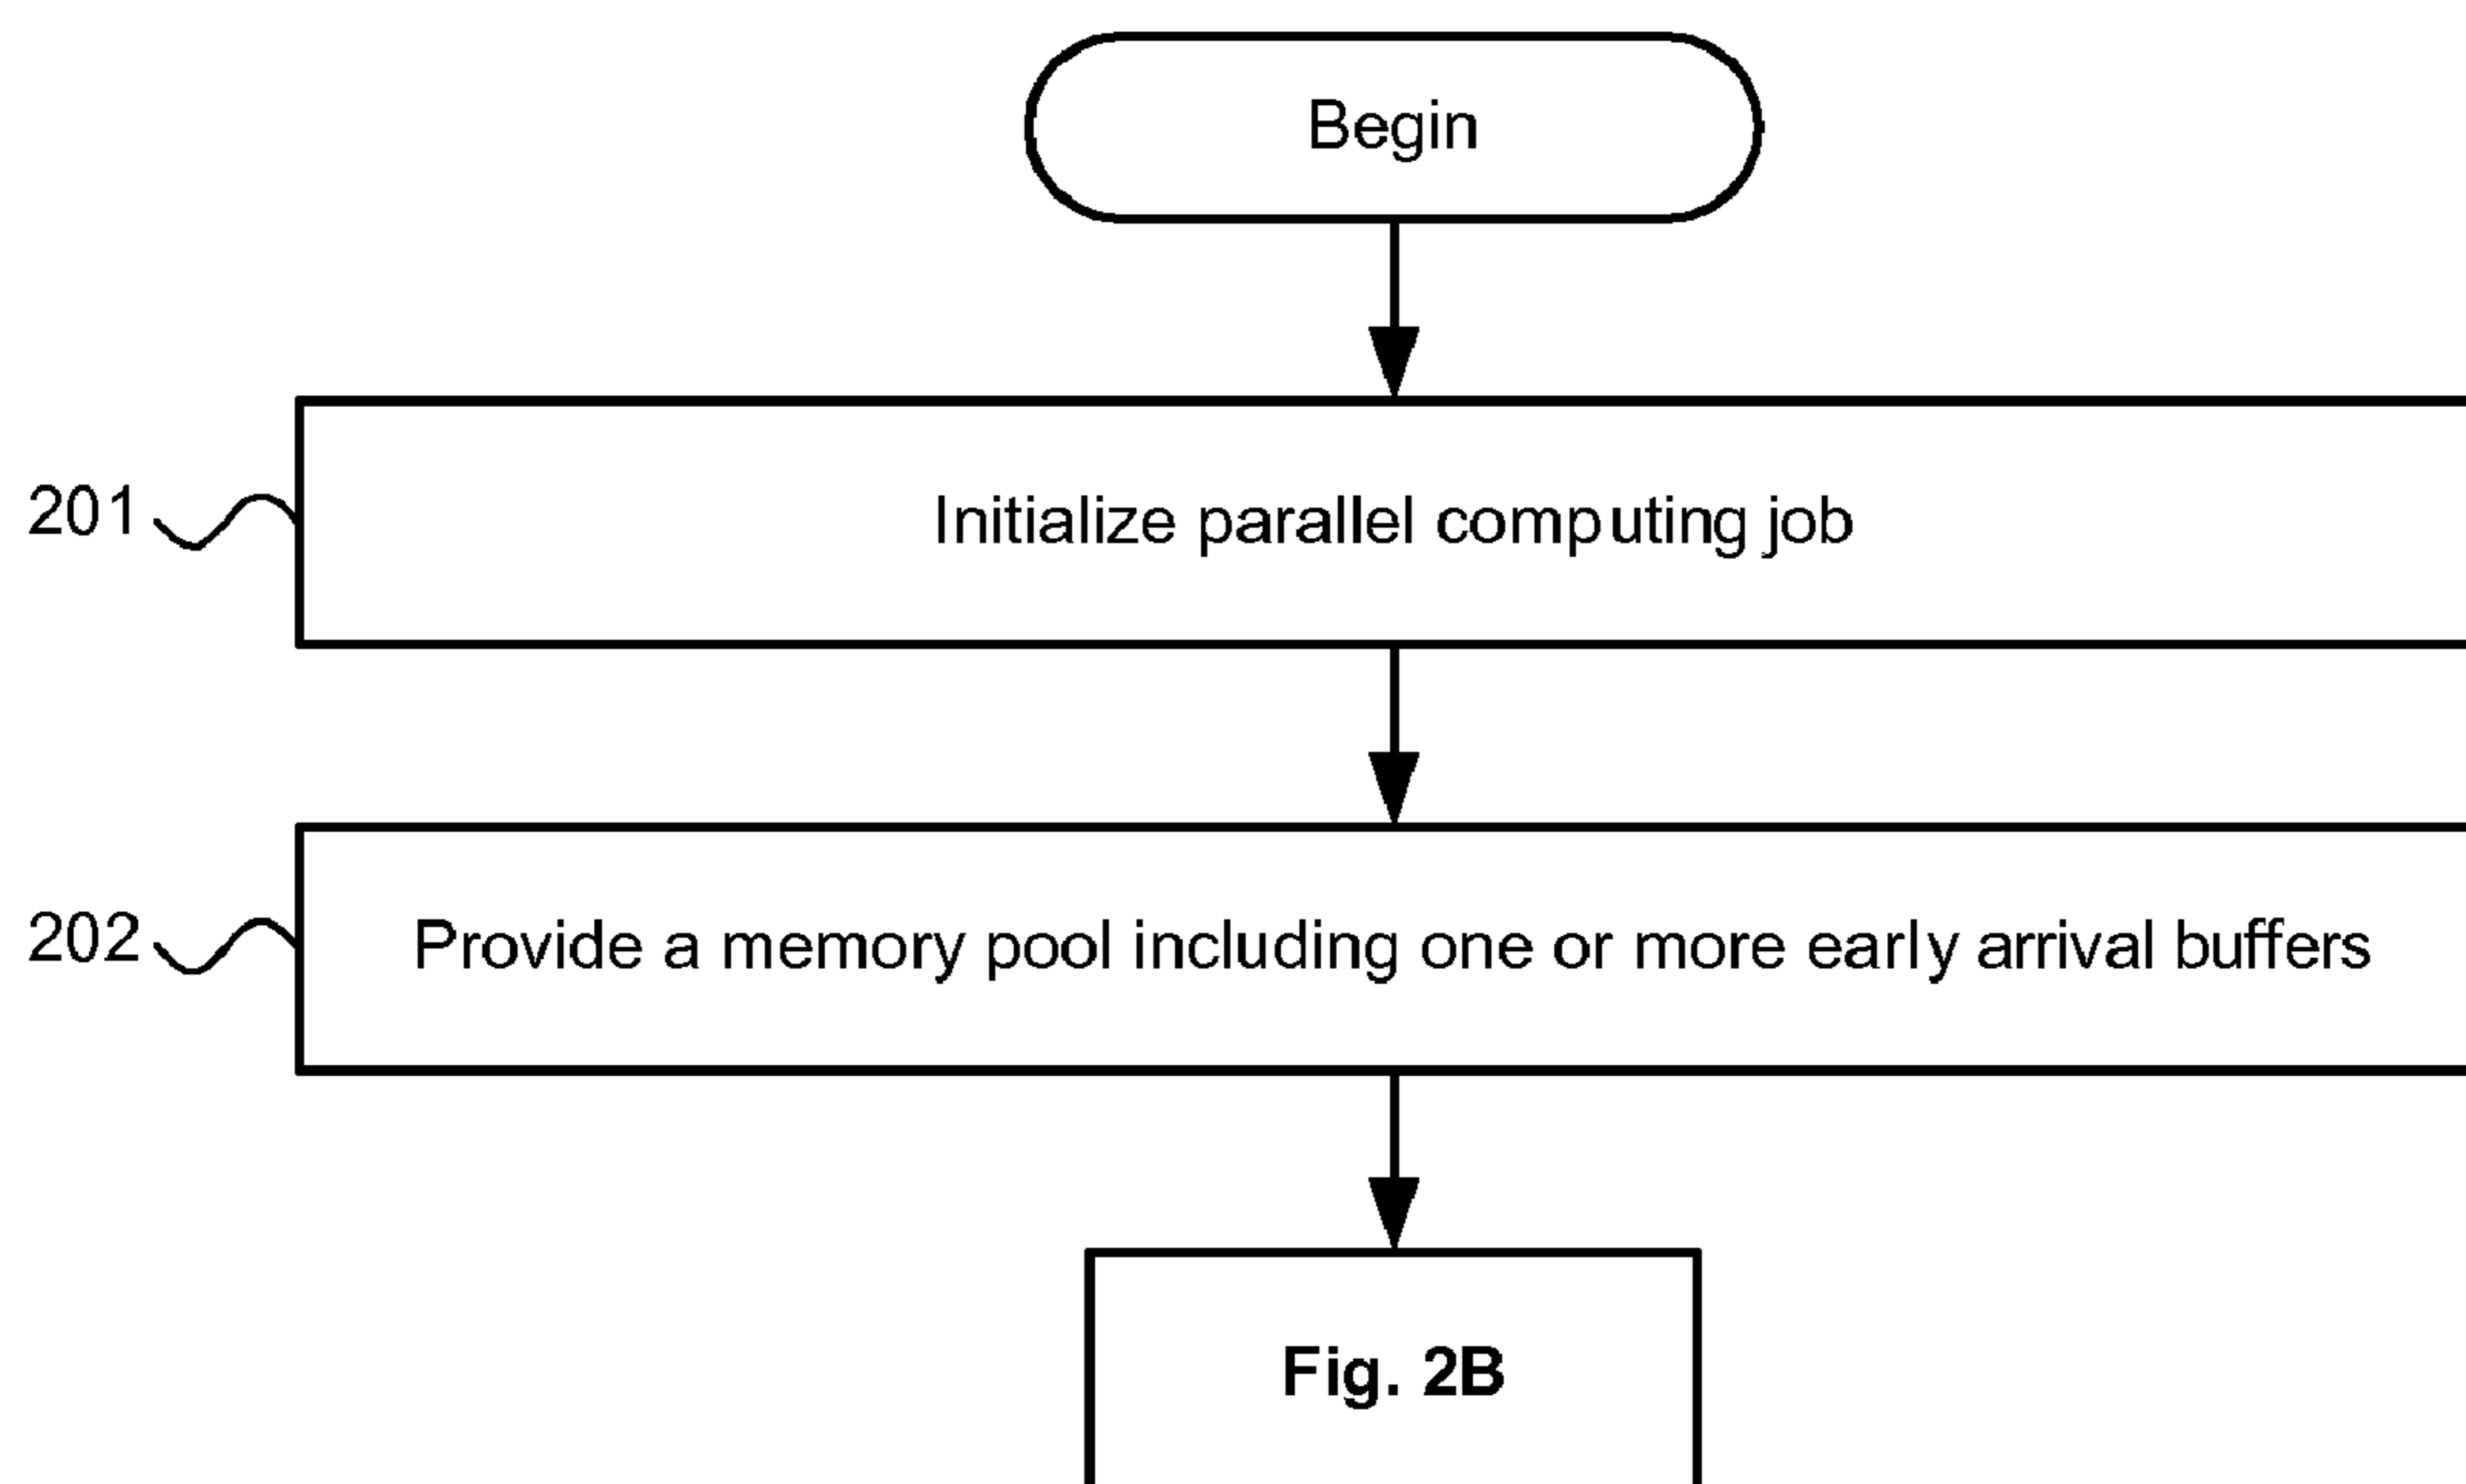 Begin
201
Initialize parallel computing job
202
Provide a memory pool including one or more early arrival buffers
Fig. 2B